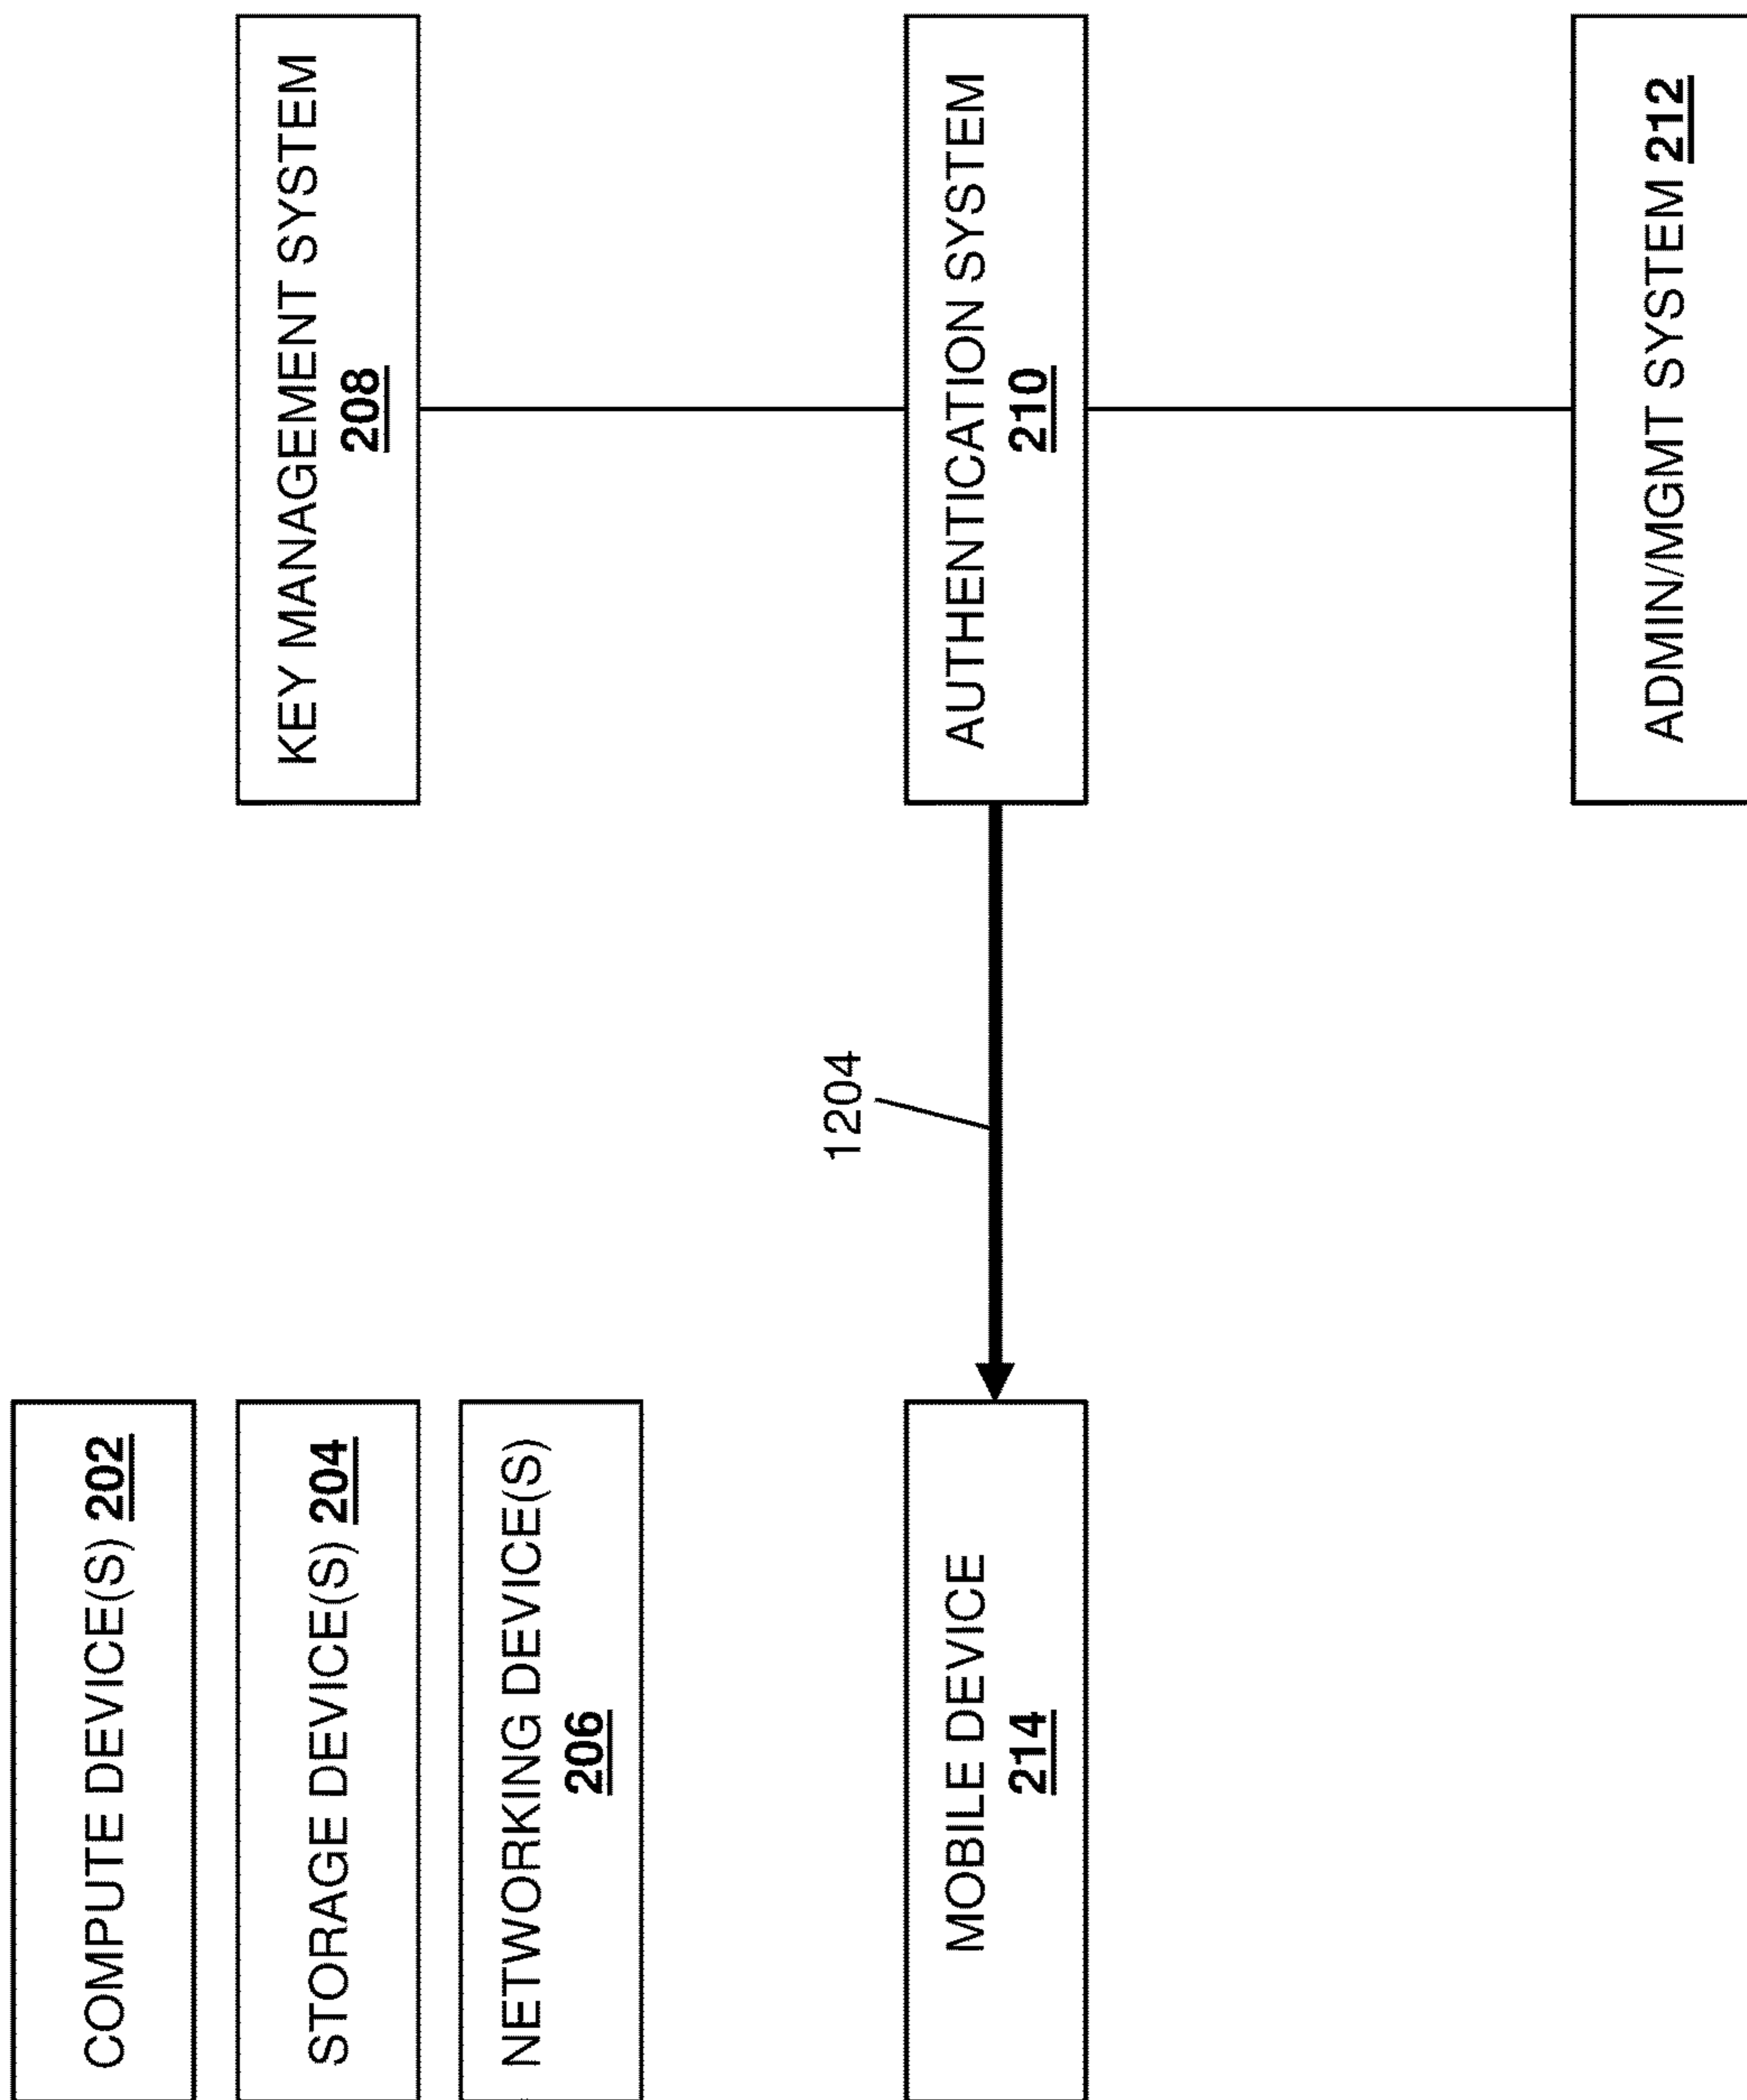 COMPUTE DEVICE(S) 202
STORAGE DEVICE(S) 204
KEY MANAGEMENT SYSTEM
208
NETWORKING DEVICE(S)
206
1204
MOBILE DEVICE
214
AUTHENTICATION SYSTEM
210
ADMIN/MGMT SYSTEM 212